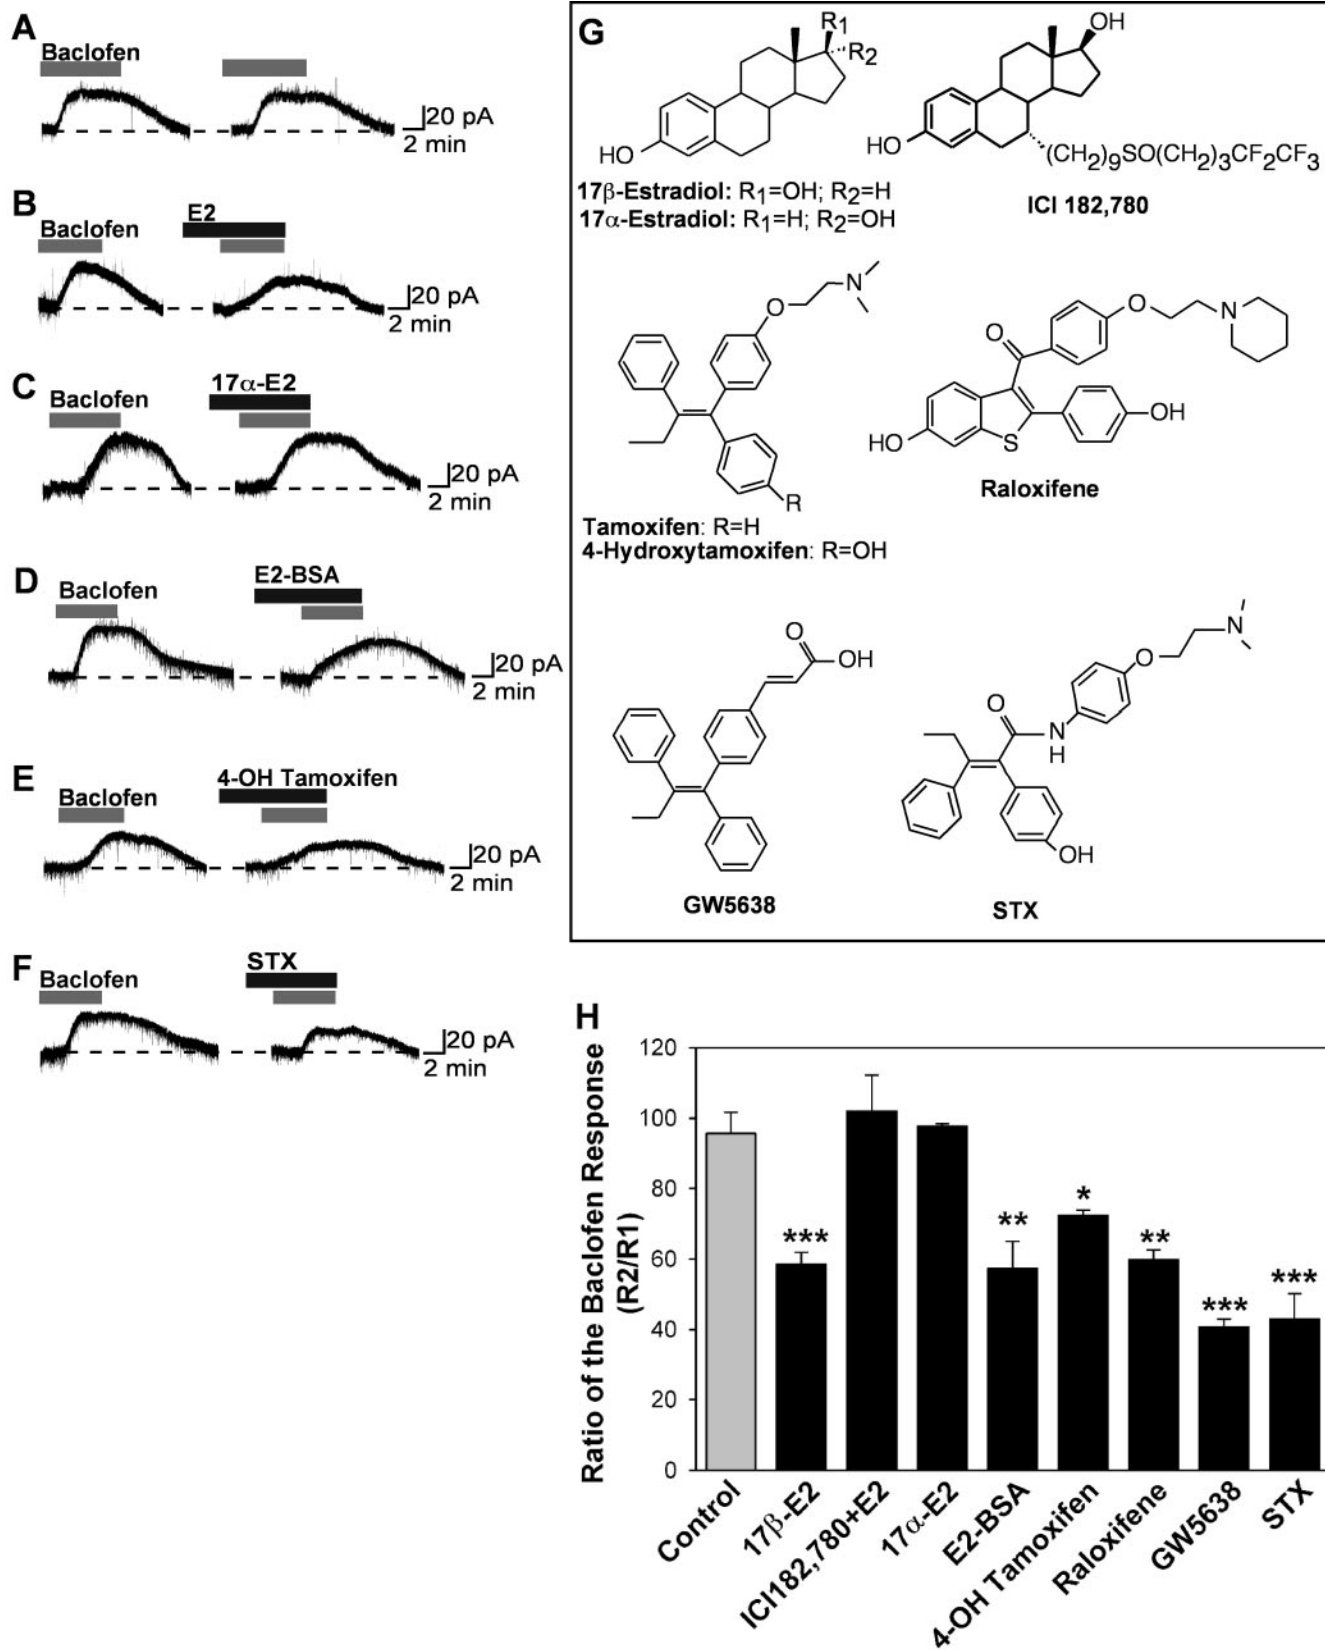 A
Baclofen
20 pA
2 min
B
Baclofen
E2
20 pA
2 min
C
Baclofen
17α-E2
20 pA
2 min
D
Baclofen
E2-BSA
20 pA
2 min
E
Baclofen
4-OH Tamoxifen
20 pA
2 min
F
Baclofen
STX
20 pA
2 min
G
R1
R2
HO
17β-Estradiol: R1=OH; R2=H
17α-Estradiol: R1=H; R2=OH
OH
HO
(CH2)9SO(CH2)3CF2CF3
ICI 182,780
N
O
R
Tamoxifen: R=H
4-Hydroxytamoxifen: R=OH
O
O
N
HO
S
OH
Raloxifene
O
OH
GW5638
N
O
O
N
H
OH
STX
H
Ratio of the Baclofen Response
(R2/R1)
120
100
80
60
40
20
0
***
**
*
**
***
***
Control
17β-E2
ICI182,780+E2
17α-E2
E2-BSA
4-OH Tamoxifen
Raloxifene
GW5638
STX